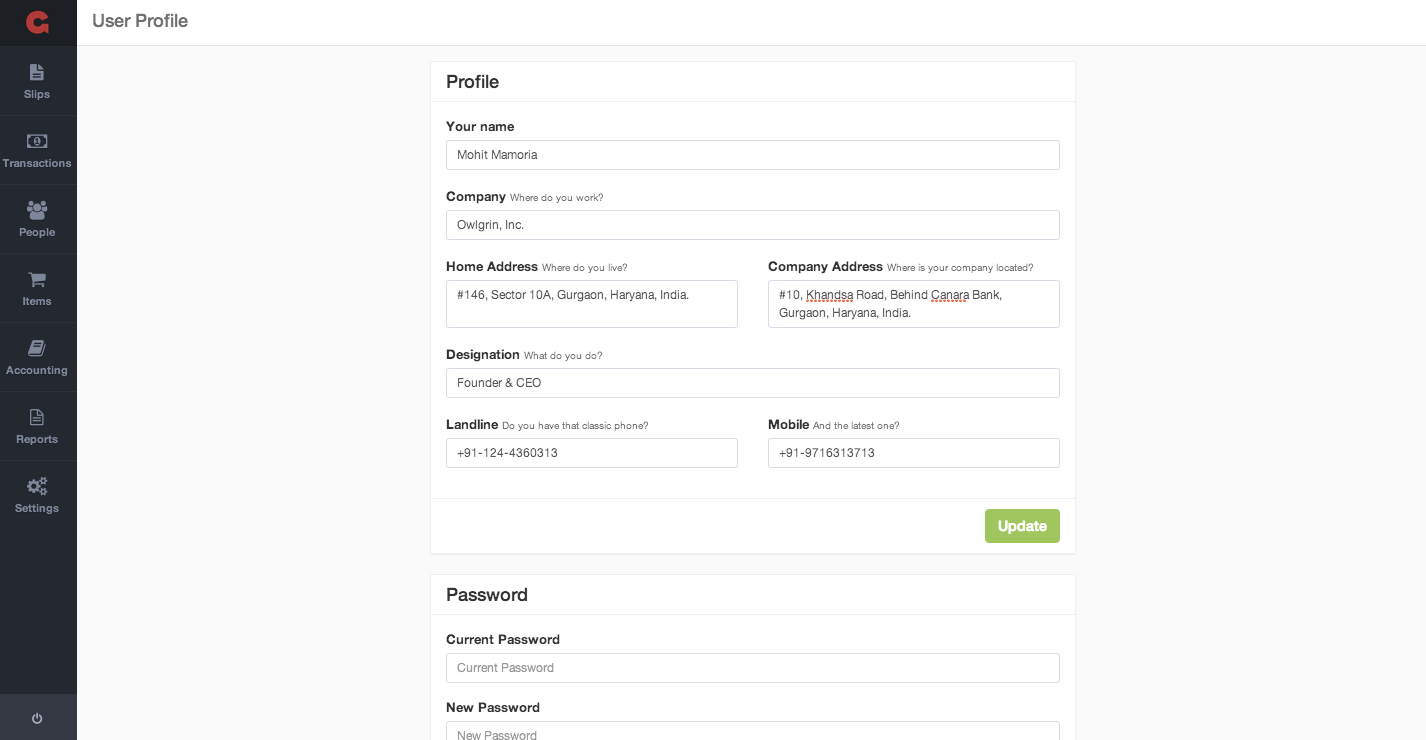 G
User Profile
Slips
Transactions
People
Items
Accounting
Reports
Settings
Profile
Your name
Mohit Mamoria
Company Where do you work?
Owlgrin, Inc.
Home Address Where do you live?
#146, Sector 10A, Gurgaon, Haryana, India.
Company Address Where is your company located?
#10, Khandsa Road, Behind Canara Bank,
Gurgaon, Haryana, India.
Designation What do you do?
Founder & CEO
Landline Do you have that classic phone?
+91-124-4360313
Mobile And the latest one?
+91-9716313713
Update
Password
Current Password
Current Password
New Password
New Password